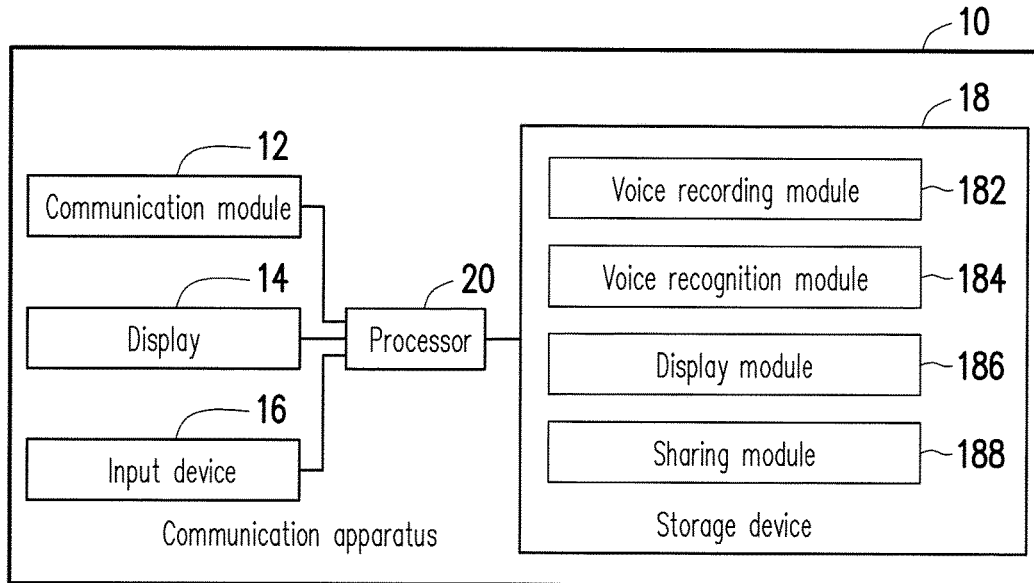 10
18
12
Communication module
Voice recording module
182
14
20
Voice recognition module
184
Display
Processor
Display module
186
16
Input device
Sharing module
188
Communication apparatus
Storage device